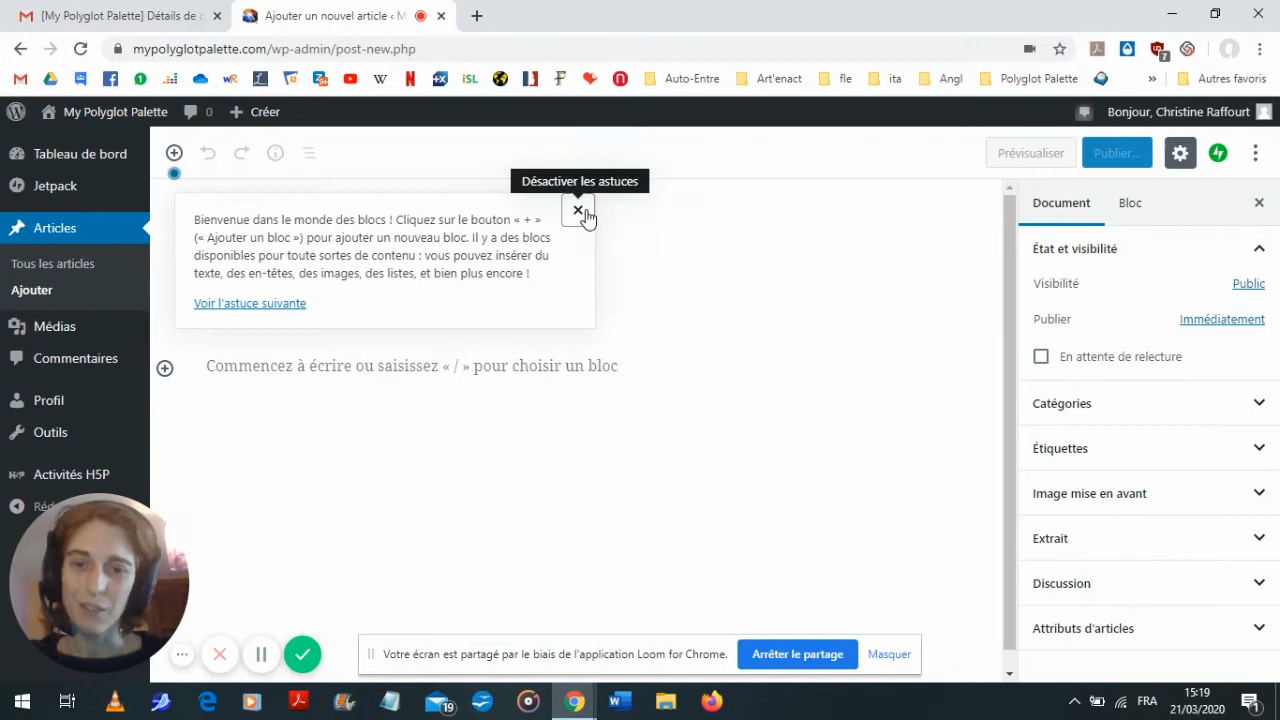 [My Polyglot Palette] Détails de c
Ajouter un nouvel article ‹ M
mypolyglotpalette.com/wp-admin/post-new.php
7
Auto-Entre
Art'enact
fle
ita
Angl
Polyglot Palette
»
Autres favoris
My Polyglot Palette
0
Créer
Bonjour, Christine Raffourt
Tableau de bord
Jetpack
Articles
Tous les articles
Ajouter
Médias
Commentaires
Profil
Outils
H5P Activités H5P
Réd
Prévisualiser
Publier...
Désactiver les astuces
Bienvenue dans le monde des blocs ! Cliquez sur le bouton « + »
(« Ajouter un bloc ») pour ajouter un nouveau bloc. Il y a des blocs
disponibles pour toute sortes de contenu : vous pouvez insérer du
texte, des en-têtes, des images, des listes, et bien plus encore !
Voir l'astuce suivante
Commencez à écrire ou saisissez « / » pour choisir un bloc
Document
Bloc
État et visibilité
Visibilité
Public
Publier
Immédiatement
En attente de relecture
Catégories
Étiquettes
Image mise en avant
Extrait
Discussion
Attributs d'articles
Votre écran est partagé par le biais de l'application Loom for Chrome.
Arrêter le partage
Masquer
19
FRA
15:19
21/03/2020
1